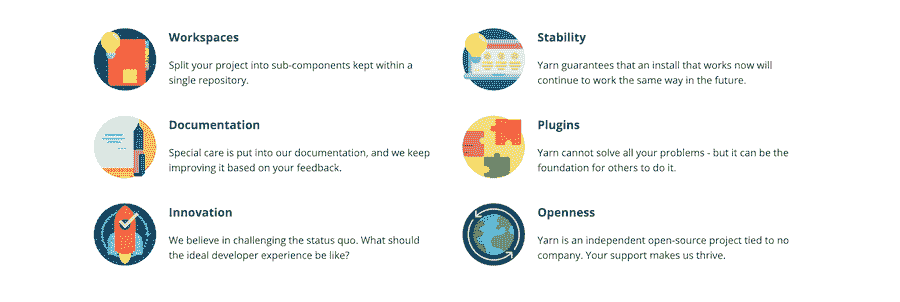 Workspaces
Split your project into sub-components kept within a
single repository.
Stability
Yarn guarantees that an install that works now will
continue to work the same way in the future.
Documentation
Special care is put into our documentation, and we keep
improving it based on your feedback.
Plugins
Yarn cannot solve all your problems - but it can be the
foundation for others to do it.
Innovation
We believe in challenging the status quo. What should
the ideal developer experience be like?
Openness
Yarn is an independent open-source project tied to no
company. Your support makes us thrive.